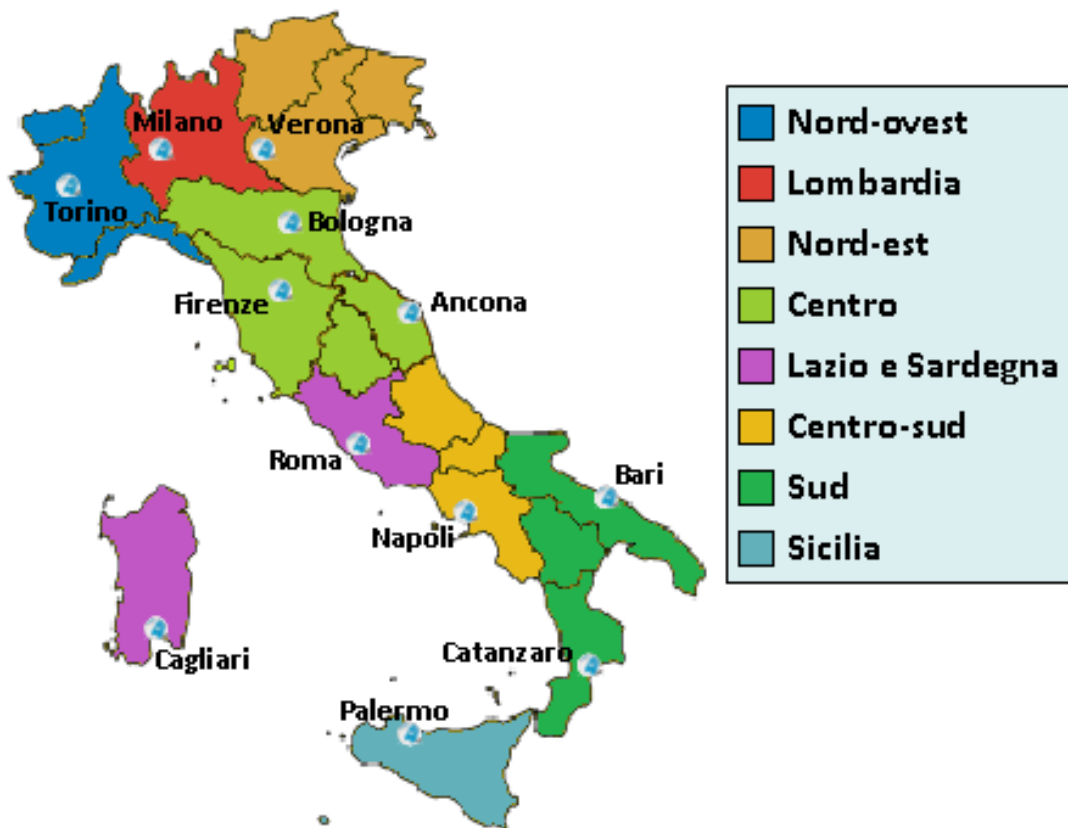 Milano
Verona
Torino
Bologna
Firenze
Ancona
Roma
Bari
Napoli
Cagliari
Catanzaro
Palermo
Nord-ovest
Lombardia
Nord-est
Centro
Lazio e Sardegna
Centro-sud
Sud
Sicilia